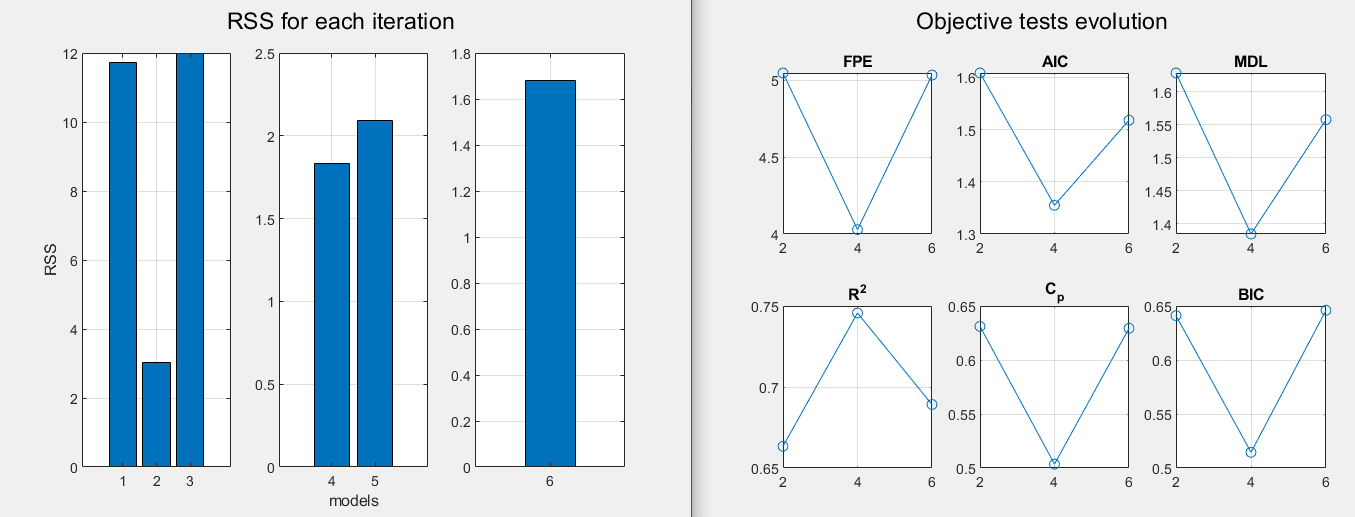 RSS for each iteration
RSS
12
10
8
6
4
2
0
1 2 3
2.5
2
1.5
1
0.5
0
4 5
models
1.8
1.6
1.4
1.2
1
0.8
0.6
0.4
0.2
0
6
Objective tests evolution
FPE
5
4.5
4
2 4 6
AIC
1.6
1.5
1.4
1.3
2 4 6
MDL
1.6
1.55
1.5
1.45
1.4
2 4 6
R2
0.75
0.7
0.65
2 4 6
Cp
0.65
0.6
0.55
0.5
2 4 6
BIC
0.65
0.6
0.55
0.5
2 4 6